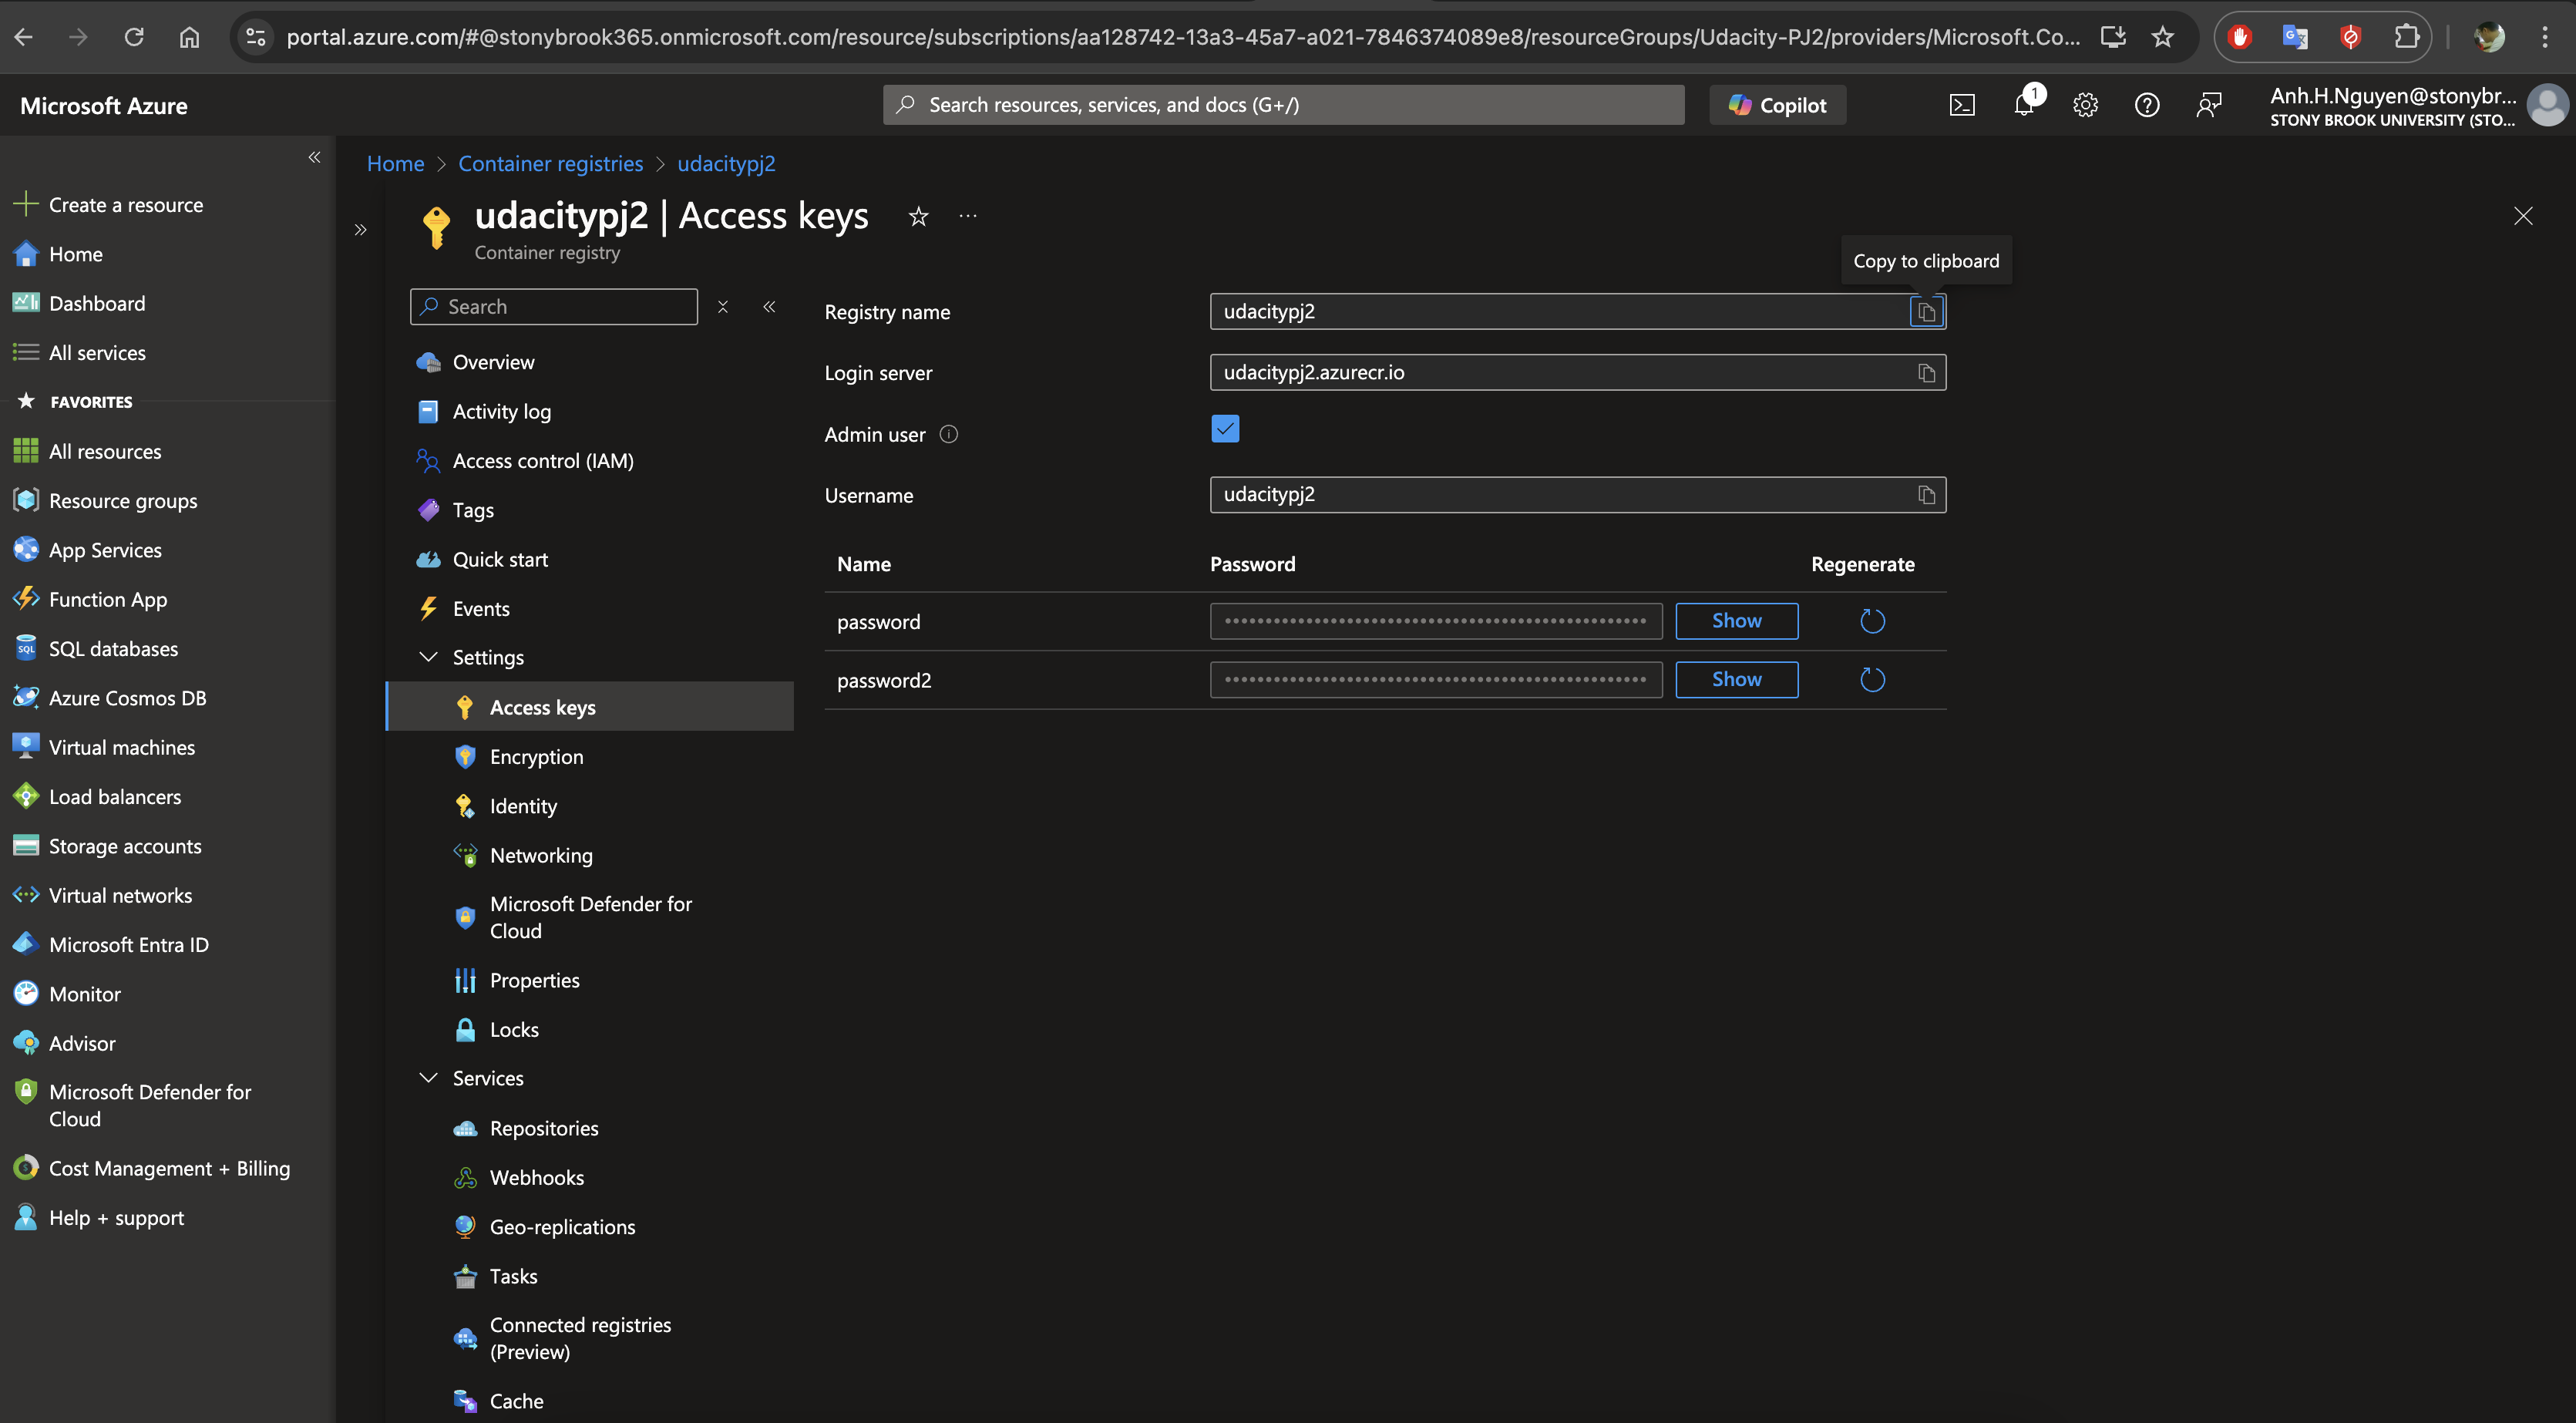 portal.azure.com/#@stonybrook365.onmicrosoft.com/resource/subscriptions/aa128742-13a3-45a7-a021-7846374089e8/resourceGroups/Udacity-PJ2/providers/Microsoft.Co...
Microsoft Azure
Search resources, services, and docs (G+/)
Copilot
1
Anh.H.Nguyen@stonybr...
STONY BROOK UNIVERSITY (STO...
Create a resource
Home
Dashboard
All services
FAVORITES
All resources
Resource groups
App Services
Function App
SQL databases
Azure Cosmos DB
Virtual machines
Load balancers
Storage accounts
Virtual networks
Microsoft Entra ID
Monitor
Advisor
Microsoft Defender for
Cloud
Cost Management + Billing
Help + support
Home > Container registries > udacitypj2
udacitypj2 | Access keys
Container registry
Search
Overview
Activity log
Access control (IAM)
Tags
Quick start
Events
Settings
Access keys
Encryption
Identity
Networking
Microsoft Defender for
Cloud
Properties
Locks
Services
Repositories
Webhooks
Geo-replications
Tasks
Connected registries
(Preview)
Cache
Copy to clipboard
Registry name udacitypj2
Login server udacitypj2.azurecr.io
Admin user
Username udacitypj2
Name Password Regenerate
password Show
password2 Show